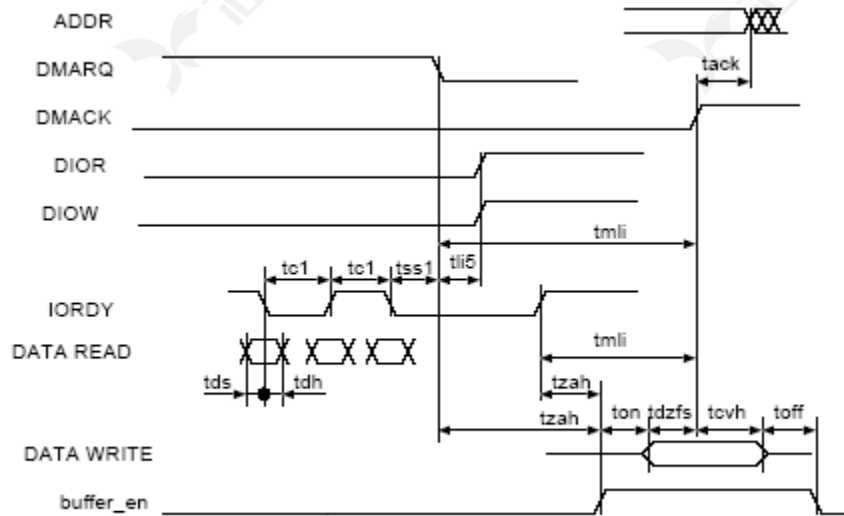 ADDR
DMARQ
tack
DMACK
DIOR
DIOW
tmli
tc1 tc1 tss1 tli5
IORDY
DATA READ
tmli
tds tdh
tzah
tzah ton tdzfs tcvh toff
DATA WRITE
buffer_en